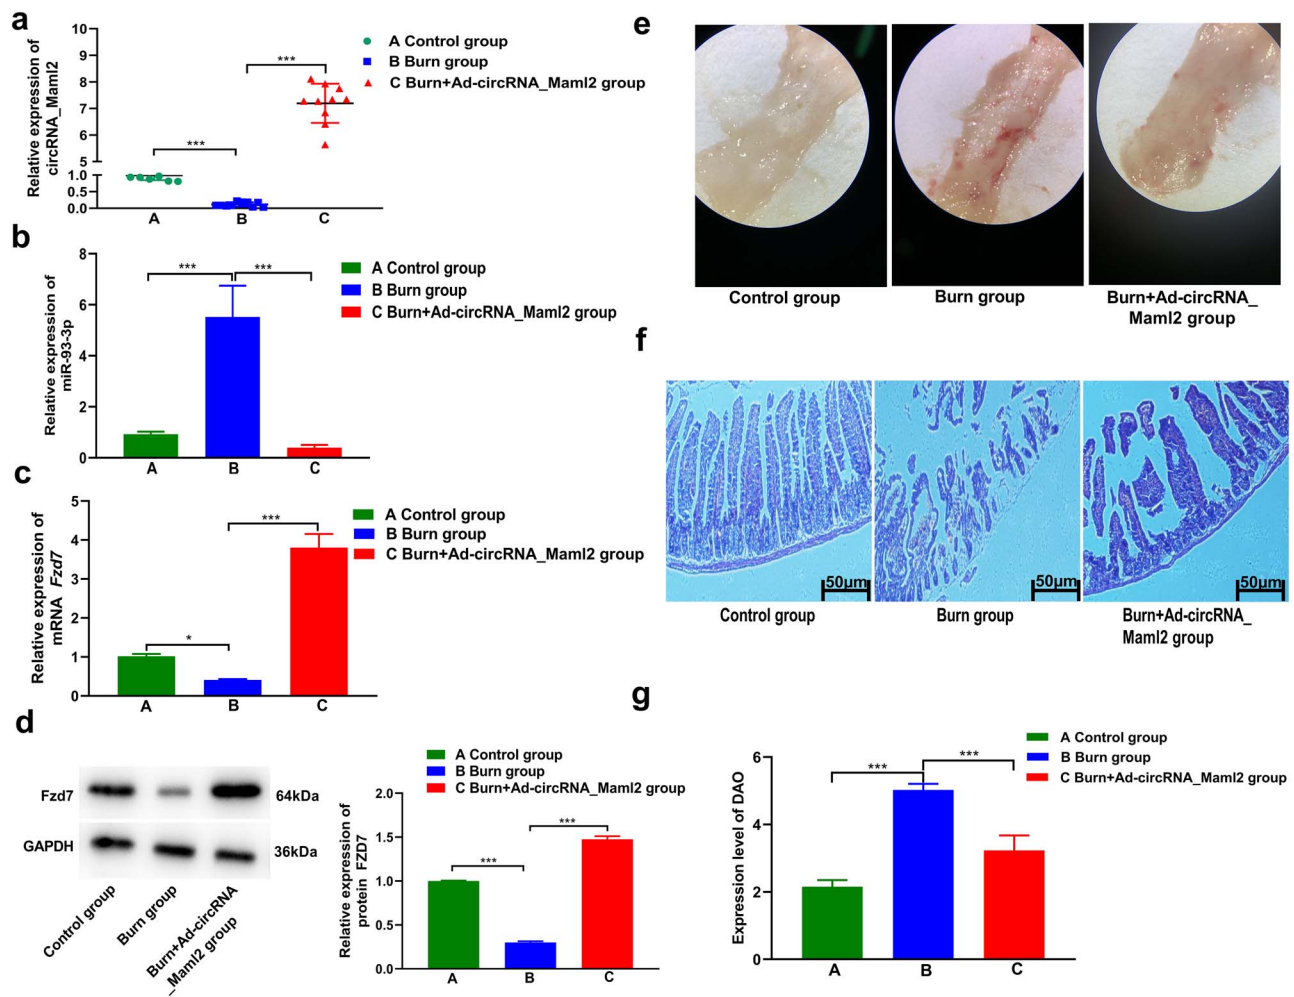 a
Relative expression of
circRNA_Maml2
10
9
8
7
6
5
1.0
0.5
0.0
***
***
A
B
C
A Control group
B Burn group
C Burn+Ad-circRNA_Maml2 group
b
Relative expression of
miR-93-3p
8
6
4
2
0
***
***
A
B
C
A Control group
B Burn group
C Burn+Ad-circRNA_Maml2 group
c
Relative expression of
mRNA Fzd7
5
4
3
2
1
0
*
***
A
B
C
A Control group
B Burn group
C Burn+Ad-circRNA_Maml2 group
d
Fzd7
64kDa
GAPDH
36kDa
Control group
Burn group
Burn+Ad-circRNA
_Maml2 group
A Control group
B Burn group
C Burn+Ad-circRNA_Maml2 group
Relative expression of
protein FZD7
2.0
1.5
1.0
0.5
0.0
***
***
A
B
C
e
Control group
Burn group
Burn+Ad-circRNA_
Maml2 group
f
50μm
50μm
50μm
Control group
Burn group
Burn+Ad-circRNA_
Maml2 group
g
Expression level of DAO
6
4
2
0
***
***
A
B
C
A Control group
B Burn group
C Burn+Ad-circRNA_Maml2 group